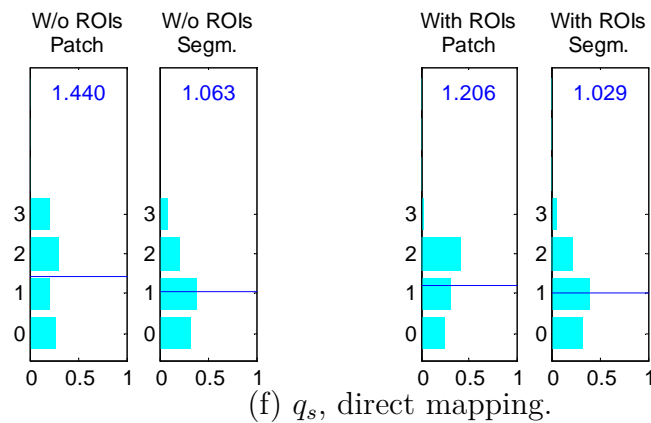 W/o ROIs W/o ROIs With ROIs With ROIs
Patch Segm. Patch Segm.
1.440 1.063 1.206 1.029
3 3 3 3
2 2 2 2
1 1 1 1
0 0 0 0
0 0.5 1 0 0.5 1 0 0.5 1 0 0.5 1
(f) q_s, direct mapping.